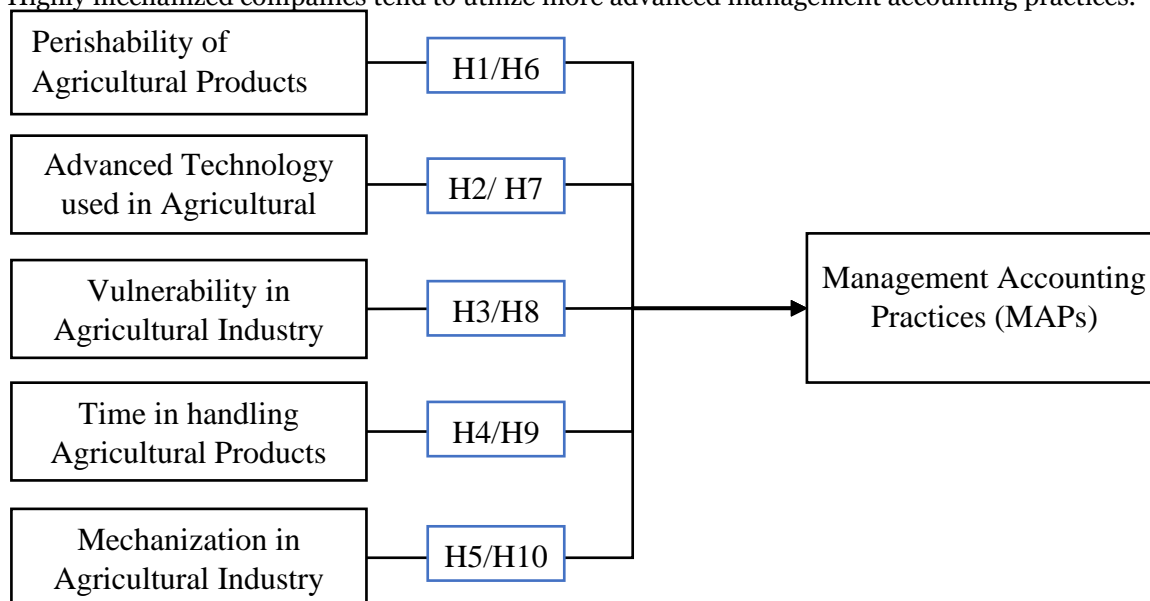 Highly mechanized companies tend to utilize more advanced management accounting practices.
Perishability of
Agricultural Products
H1/H6
Advanced Technology
used in Agricultural
H2/ H7
Vulnerability in
Agricultural Industry
H3/H8
Time in handling
Agricultural Products
H4/H9
Mechanization in
Agricultural Industry
H5/H10
Management Accounting
Practices (MAPs)